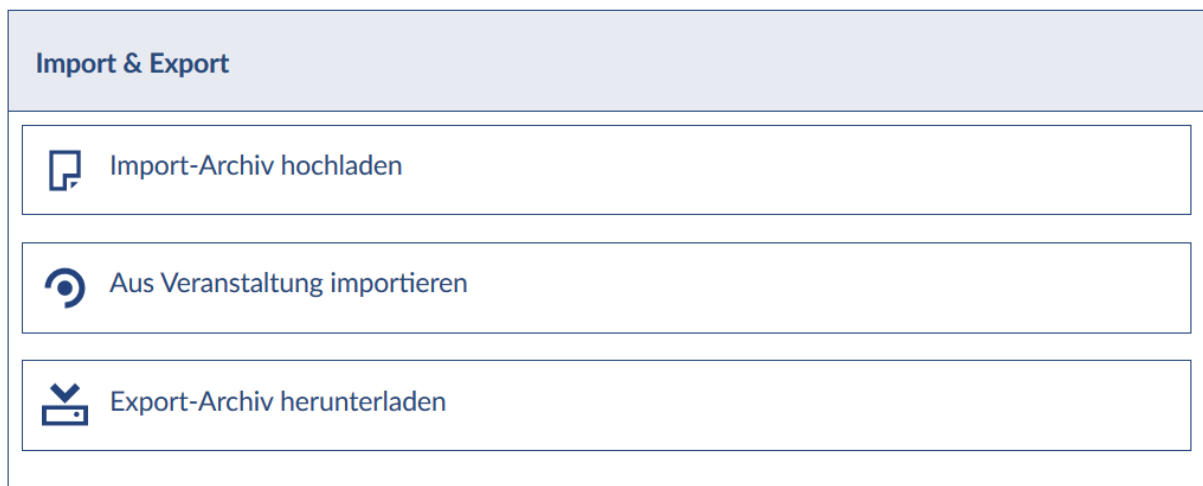 Import & Export
Import-Archiv hochladen
Aus Veranstaltung importieren
Export-Archiv herunterladen